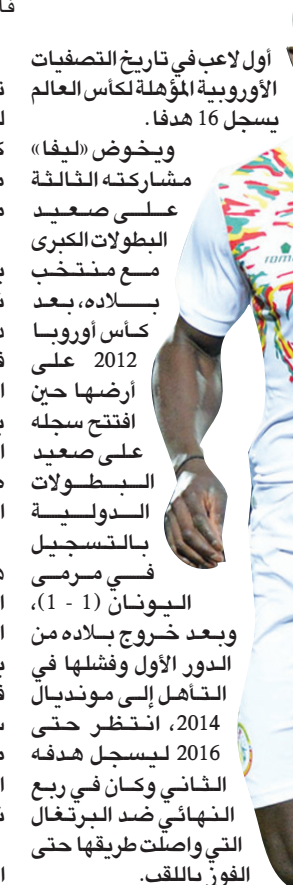 أول لاعب في تاريخ التصفيات
الأوروبية المؤهلة لكأس العالم
يسجل 16 هدفا.
ويخوض «ليفا»
مشاركته الثالثة
على صعيد
البطولات الكبرى
مع منتخب
بلاده، بعد
كأس أوروبا
2012 على
أرضها حين
افتتح سجله
على صعيد
البطولات
الدولية
بالتسجيل
في مرمى
اليونان (1 - 1)،
وبعد خروج بلاده من
الدور الأول وفشلها في
التأهل إلى مونديال
2014، انتظر حتى
2016 ليسجل هدفه
الثاني وكان في ربع
النهائي ضد البرتغال
التي واصلت طريقها حتى
الفوز باللقب.